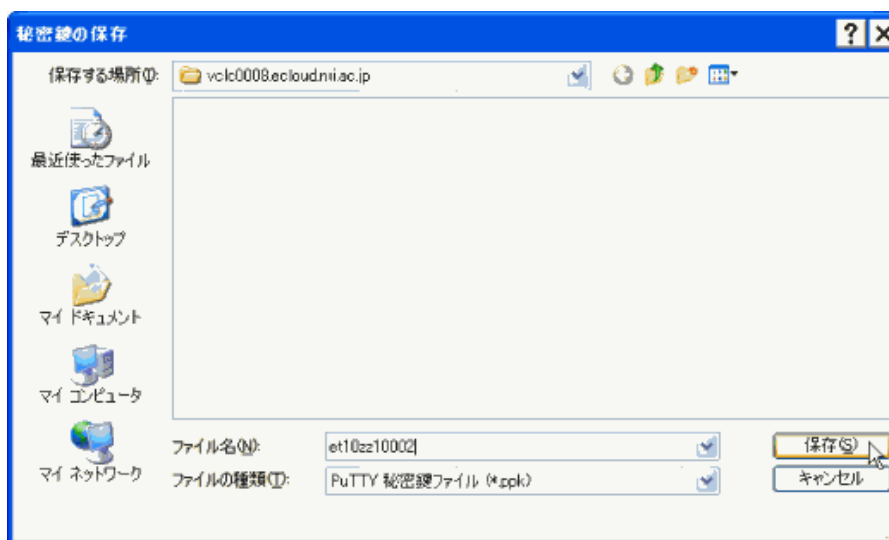 秘密鍵の保存
保存する場所(I):
vclc0008.ecloud.nii.ac.jp
最近使ったファイル
デスクトップ
マイ ドキュメント
マイ コンピュータ
マイ ネットワーク
ファイル名(N):
et10zz10002
保存(S)
ファイルの種類(T):
PuTTY 秘密鍵ファイル (*.ppk)
キャンセル